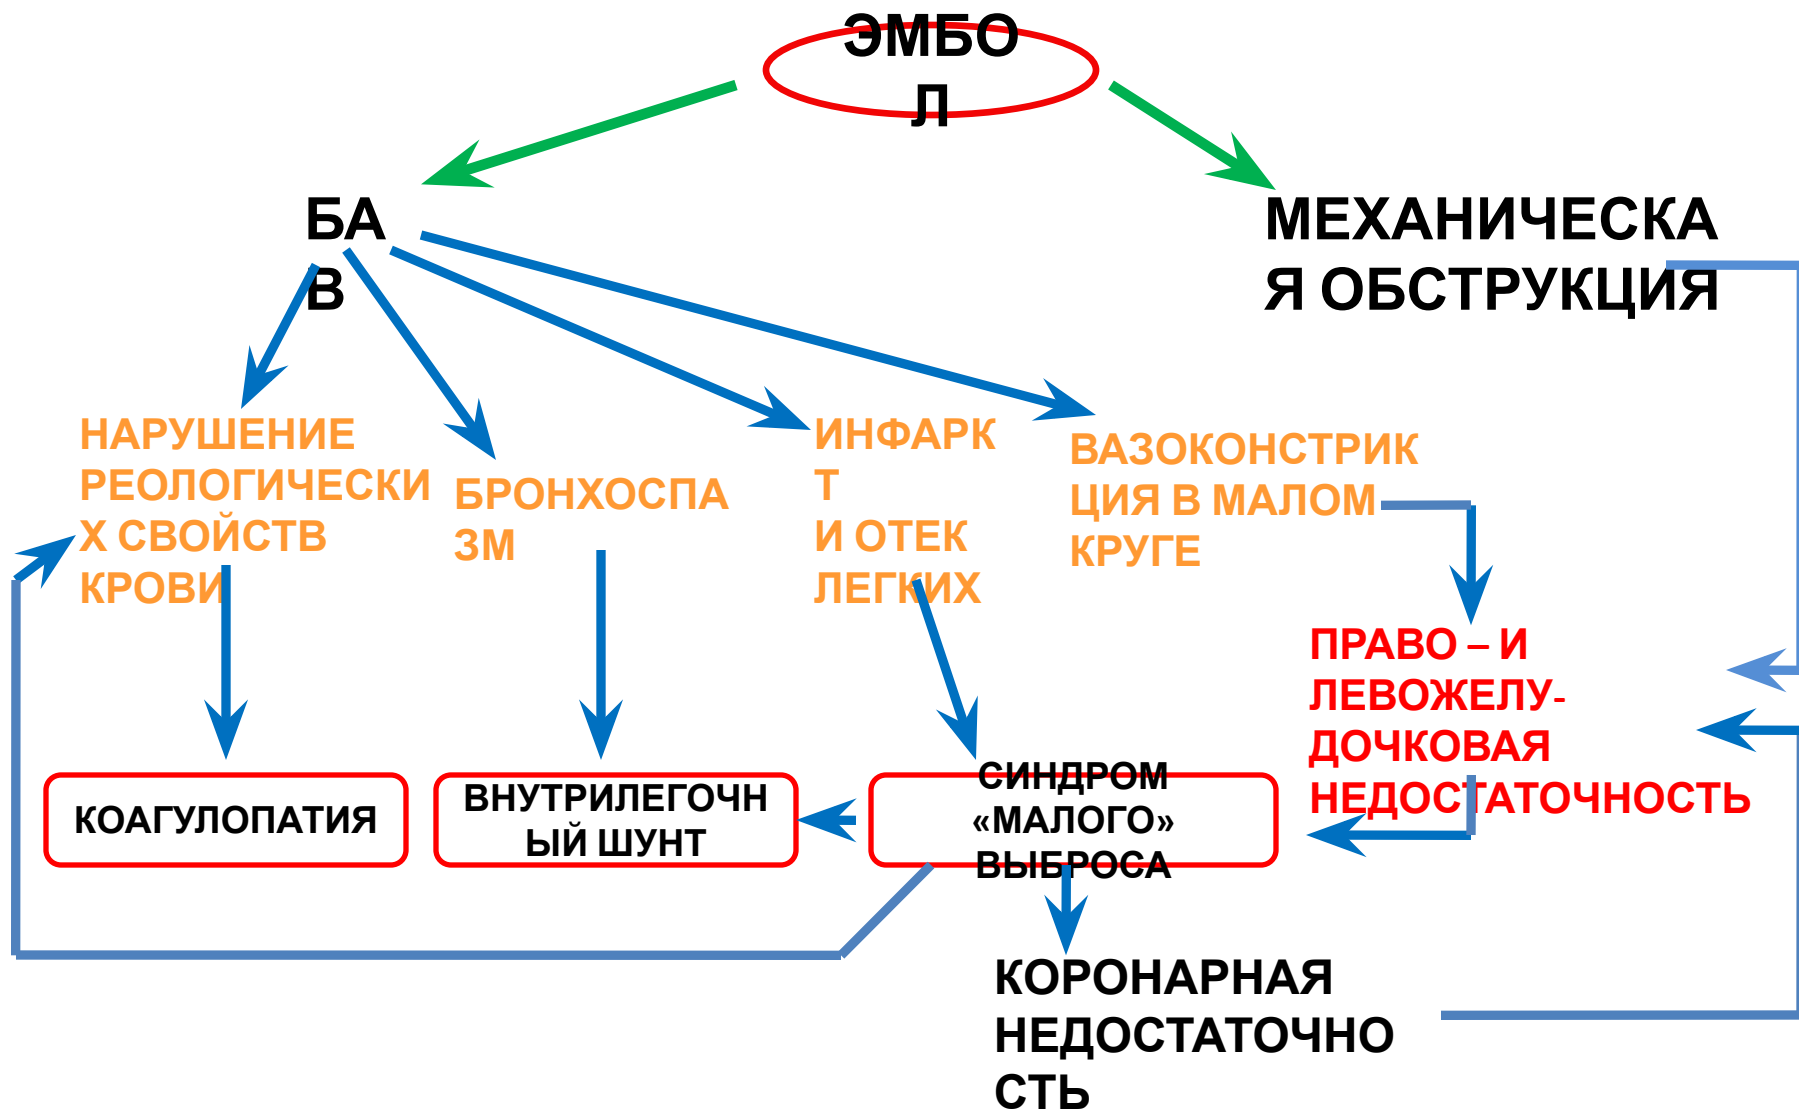 ЭМБО
Л
БА
В
МЕХАНИЧЕСКА
Я ОБСТРУКЦИЯ
НАРУШЕНИЕ
РЕОЛОГИЧЕСКИ
Х СВОЙСТВ
КРОВИ
БРОНХОСПА
ЗМ
ИНФАРК
Т
И ОТЕК
ЛЕГКИХ
ВАЗОКОНСТРИК
ЦИЯ В МАЛОМ
КРУГЕ
ПРАВО – И
ЛЕВОЖЕЛУ-
ДОЧКОВАЯ
НЕДОСТАТОЧНОСТЬ
КОАГУЛОПАТИЯ
ВНУТРИЛЕГОЧН
ЫЙ ШУНТ
СИНДРОМ
«МАЛОГО»
ВЫБРОСА
КОРОНАРНАЯ
НЕДОСТАТОЧНО
СТЬ